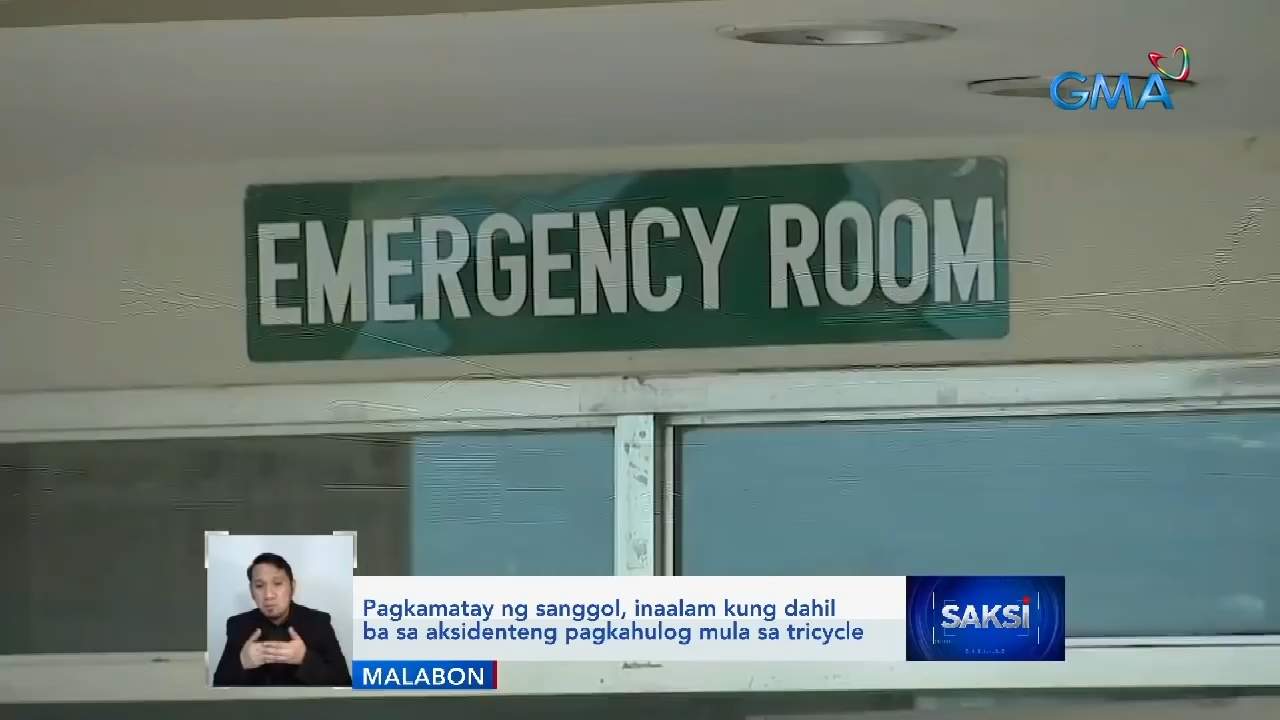 GMA
EMERGENCY ROOM
Pagkamatay ng sanggol, inaalam kung dahil
ba sa aksidenteng pagkahulog mula sa tricycle
SAKSI
MALABON